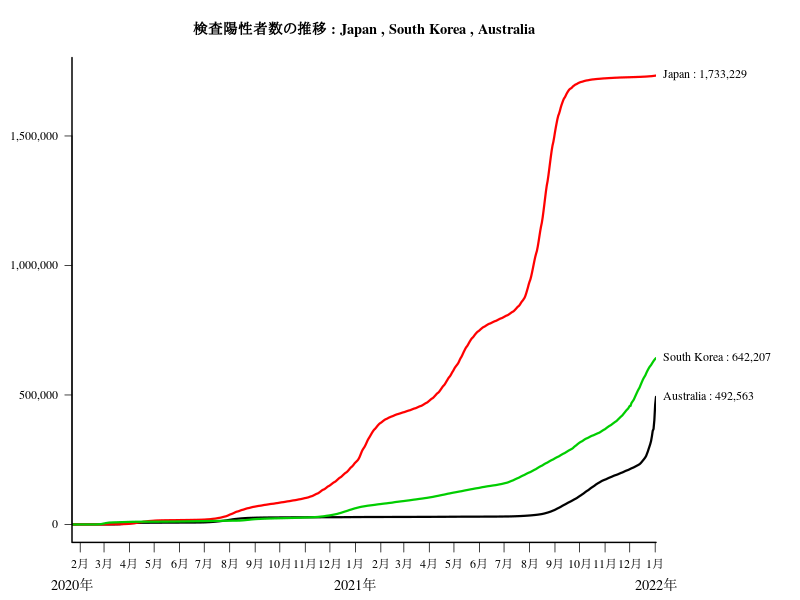 検査陽性者数の推移 : Japan , South Korea , Australia
Japan : 1,733,229
1,500,000
1,000,000
South Korea : 642,207
500,000
Australia : 492,563
0
2月 3月 4月 5月 6月 7月 8月 9月 10月 11月 12月 1月 2月 3月 4月 5月 6月 7月 8月 9月 10月 11月 12月 1月
2020年 2021年 2022年